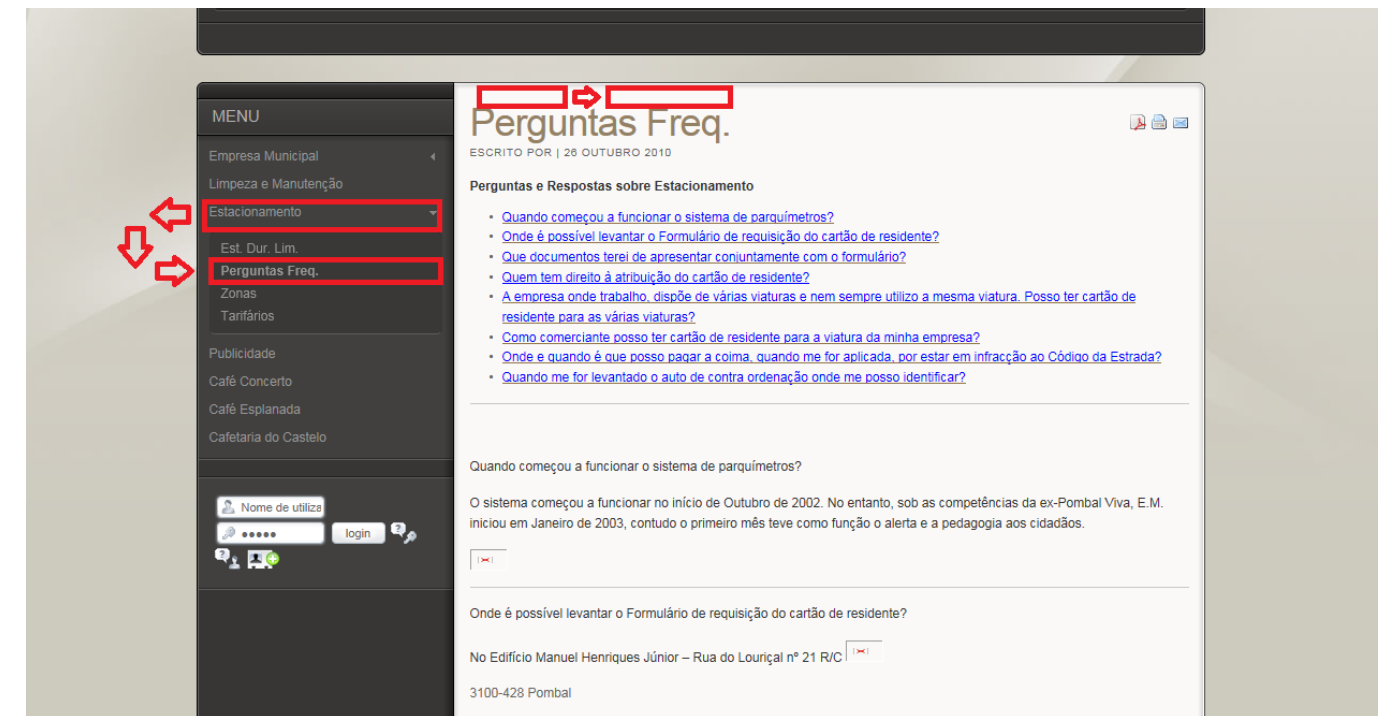 MENU
Empresa Municipal
Limpeza e Manutenção
Estacionamento
Est. Dur. Lim.
Perguntas Freq.
Zonas
Tarifários
Publicidade
Café Concerto
Café Esplanada
Cafetaria do Castelo
Nome de utiliza
login
Perguntas Freq.
ESCRITO POR | 26 OUTUBRO 2010
Perguntas e Respostas sobre Estacionamento
Quando começou a funcionar o sistema de parquímetros?
Onde é possível levantar o Formulário de requisição do cartão de residente?
Que documentos terei de apresentar conjuntamente com o formulário?
Quem tem direito á atribuição do cartão de residente?
A empresa onde trabalho, dispõe de várias viaturas e nem sempre utilizo a mesma viatura. Posso ter cartão de
residente para as várias viaturas?
Como comerciante posso ter cartão de residente para a viatura da minha empresa?
Onde e quando é que posso pagar a coima, quando me for aplicada, por estar em infracção ao Código da Estrada?
Quando me for levantado o auto de contra ordenação onde me posso identificar?
Quando começou a funcionar o sistema de parquímetros?
O sistema começou a funcionar no início de Outubro de 2002. No entanto, sob as competências da ex-Pombal Viva, E.M.
iniciou em Janeiro de 2003, contudo o primeiro mês teve como função o alerta e a pedagogia aos cidadãos.
Onde é possível levantar o Formulário de requisição do cartão de residente?
No Edifício Manuel Henriques Júnior – Rua do Louriçal nº 21 R/C
3100-428 Pombal